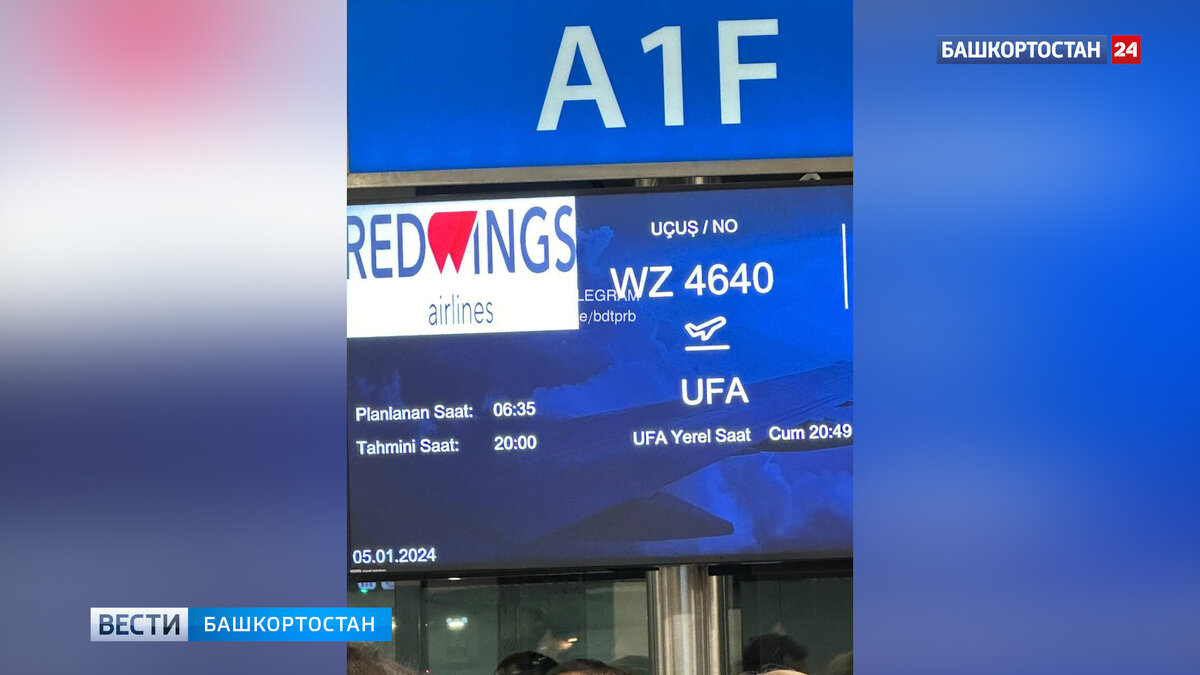 БАШКОРТОСТАН 24
A1F
REDWINGS
airlines
UÇUŞ / NO
WZ 4640
LEGRAM
e/bdtprb
UFA
Planlanan Saat: 06:35
Tahmini Saat: 20:00
UFA Yerel Saat Cum 20:49
05.01.2024
ВЕСТИ БАШКОРТОСТАН